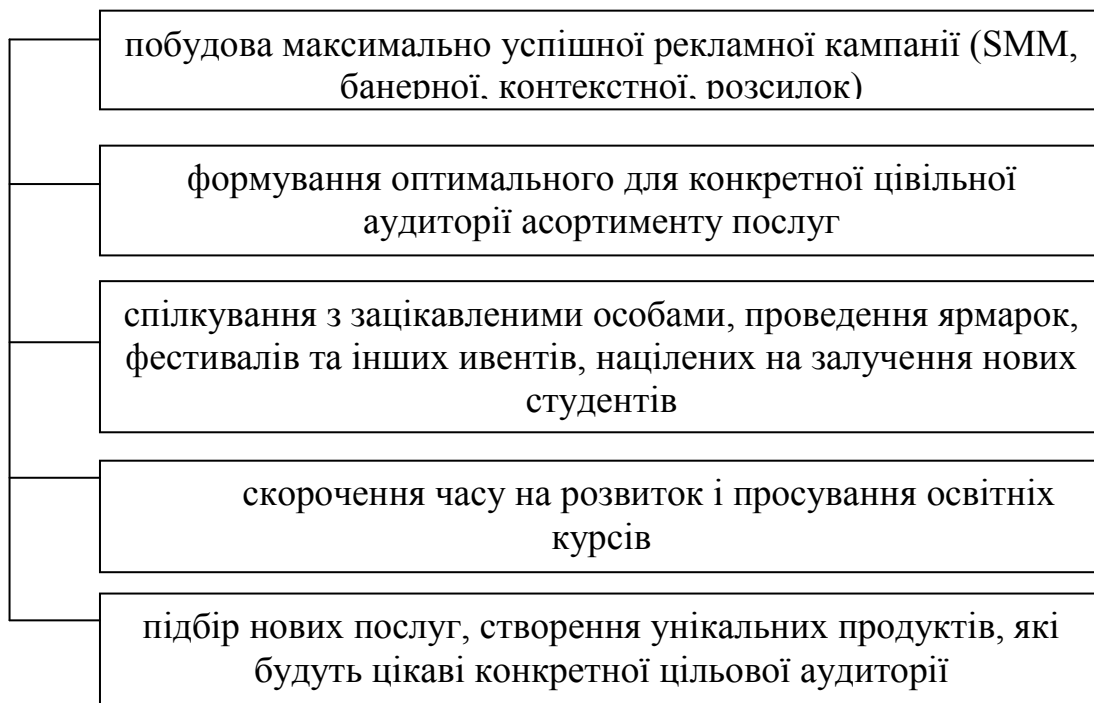 побудова максимально успішної рекламної кампанії (SMM,
банерної, контекстної, розсилок)
формування оптимального для конкретної цівільної
аудиторії асортименту послуг
спілкування з зацікавленими особами, проведення ярмарок,
фестивалів та інших ивентів, націлених на залучення нових
студентів
скорочення часу на розвиток і просування освітніх
курсів
підбір нових послуг, створення унікальних продуктів, які
будуть цікаві конкретної цільової аудиторії